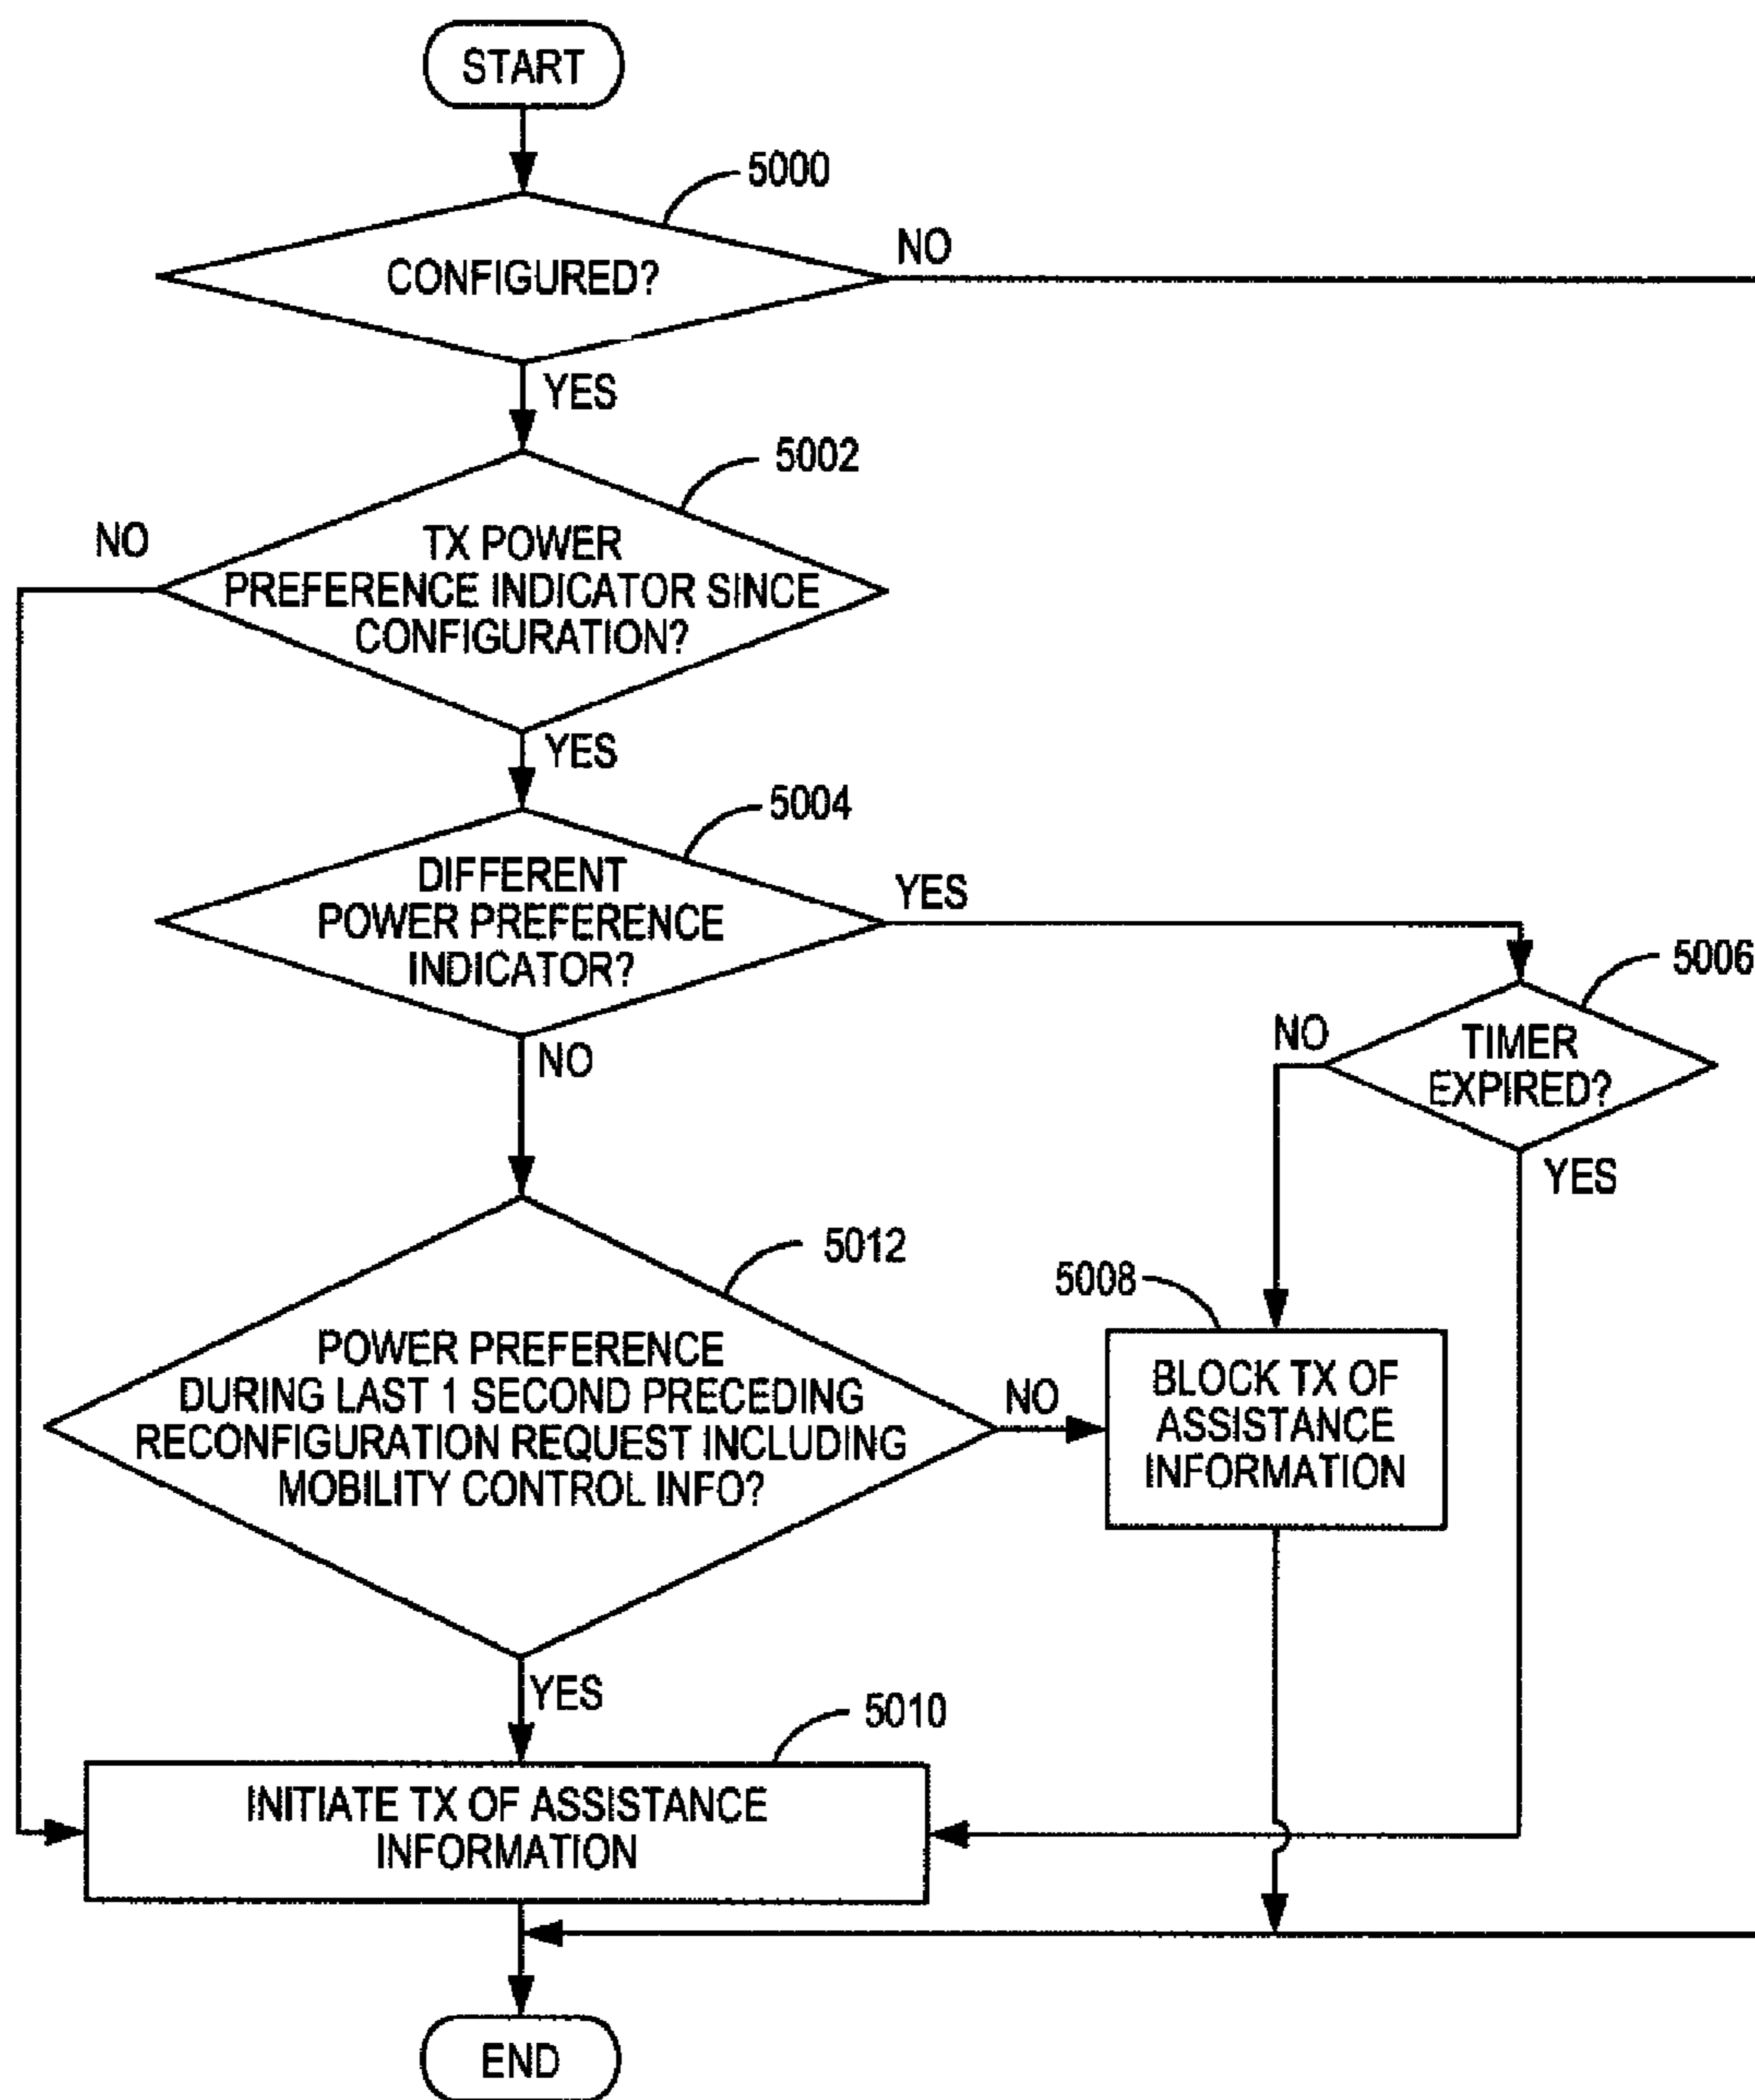 START
5000
CONFIGURED?
NO
YES
5002
NO
TX POWER
PREFERENCE INDICATOR SINCE
CONFIGURATION?
YES
5004
DIFFERENT
POWER PREFERENCE
INDICATOR?
YES
5006
NO
TIMER
EXPIRED?
NO
YES
5012
5008
POWER PREFERENCE
DURING LAST 1 SECOND PRECEDING
RECONFIGURATION REQUEST INCLUDING
MOBILITY CONTROL INFO?
NO
BLOCK TX OF
ASSISTANCE
INFORMATION
YES
5010
INITIATE TX OF ASSISTANCE
INFORMATION
END